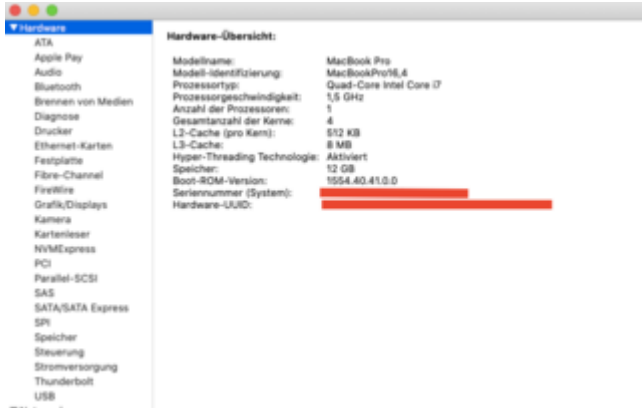 Hardware
ATA
Apple Pay
Audio
Bluetooth
Brennen von Medien
Diagnose
Drucker
Ethernet-Karten
Festplatte
Fibre-Channel
FireWire
Grafik/Displays
Kamera
Kartenleser
NVMExpress
PCI
Parallel-SCSI
SAS
SATA/SATA Express
SPI
Speicher
Steuerung
Stromversorgung
Thunderbolt
USB
Hardware-Übersicht:
Modellname: MacBook Pro
Modell-Identifizierung: MacBookPro16,4
Prozessortyp: Quad-Core Intel Core i7
Prozessorgeschwindigkeit: 1,5 GHz
Anzahl der Prozessoren: 1
Gesamtanzahl der Kerne: 4
L2-Cache (pro Kern): 512 KB
L3-Cache: 8 MB
Hyper-Threading Technologie: Aktiviert
Speicher: 12 GB
Boot-ROM-Version: 1554.40.41.0.0
Seriennummer (System):
Hardware-UUID: